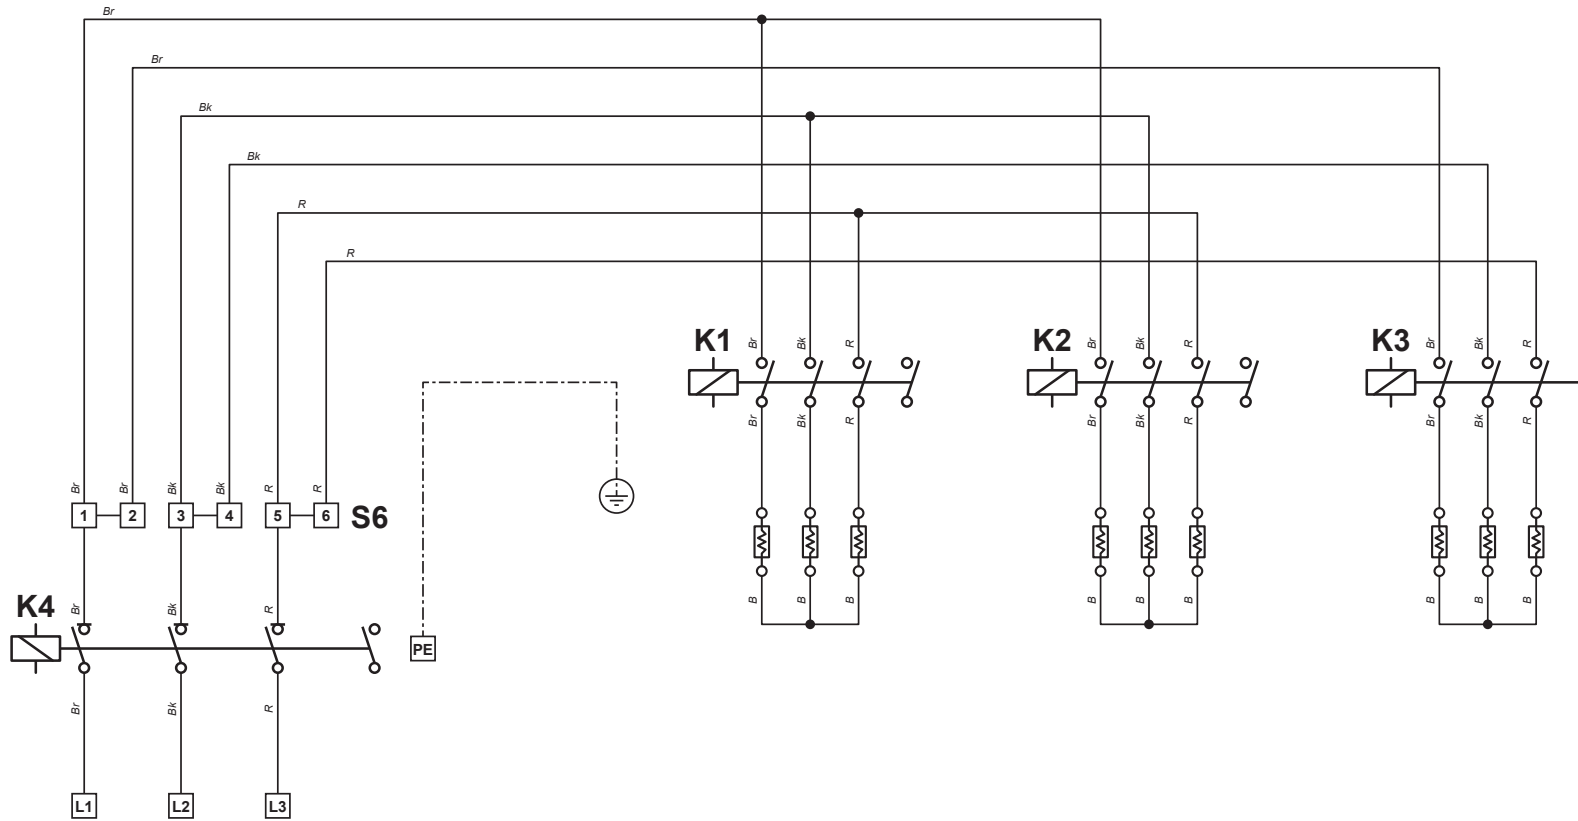 Br
Br
Bk
Bk
R
R
K1 Br Bk R K2 Br Bk R K3 Br Bk R
Br Bk R Br Bk R Br Bk R
Br Br Bk Bk R R
1 2 3 4 5 6 S6
K4 Br Bk R B B B B B B B B B
PE
Br Bk R
L1 L2 L3